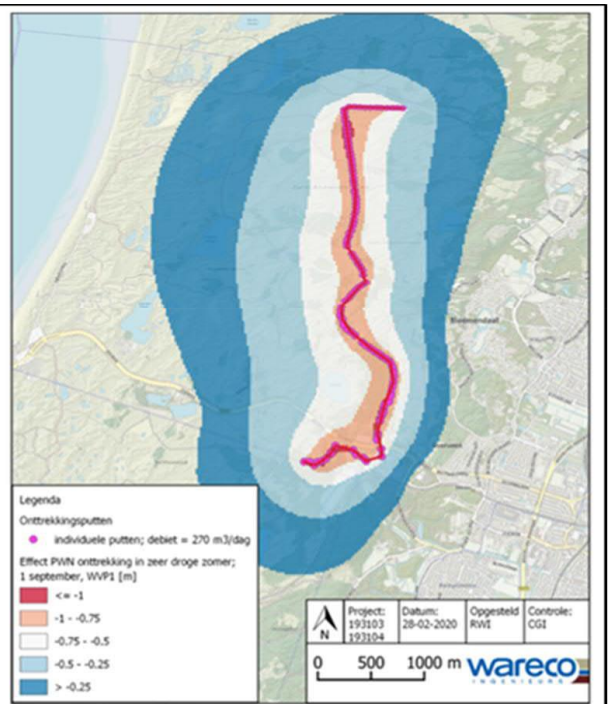 Bloemendaal
Legenda
Onttrekkingsputten
individuele putten; debiet = 270 m3/dag
Effect PWN onttrekking in zeer droge zomer;
1 september, WVP1 [m]
<= -1
-1 - -0.75
-0.75 - -0.5
-0.5 - -0.25
> -0.25
N
Project:
193103
193104
Datum:
28-02-2020
Opgesteld
RWI
Controle:
CGI
0 500 1000 m
wareco
INGENIEURS